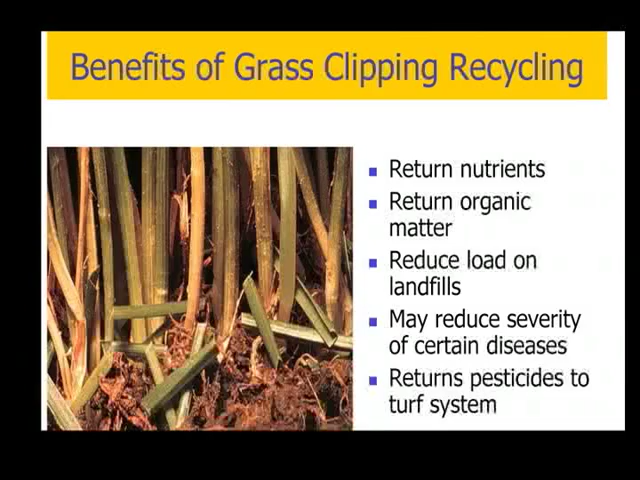 Benefits of Grass Clipping Recycling
Return nutrients
Return organic
matter
Reduce load on
landfills
May reduce severity
of certain diseases
Returns pesticides to
turf system